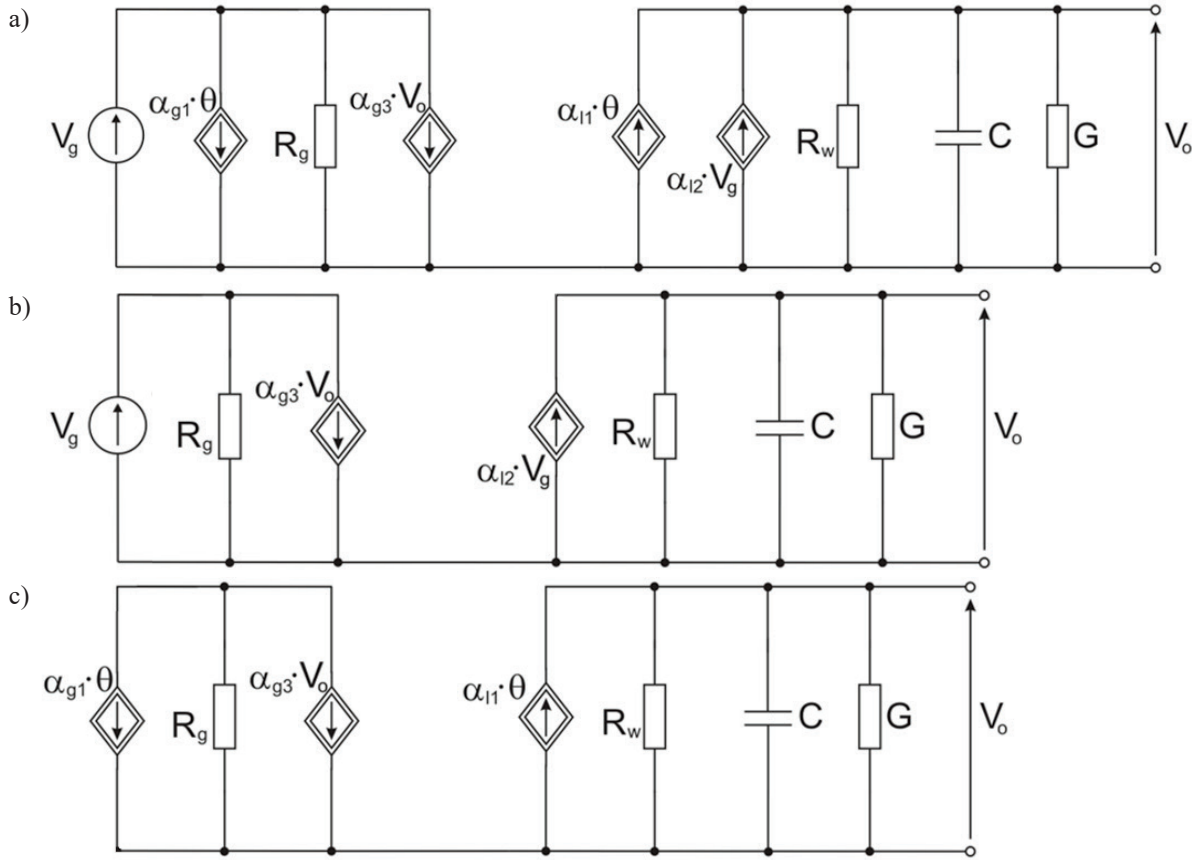 a)
V_g
α_g1·θ
R_g
α_g3·V_o
α_l1·θ
α_l2·V_g
R_w
C
G
V_o
b)
V_g
R_g
α_g3·V_o
α_l2·V_g
R_w
C
G
V_o
c)
α_g1·θ
R_g
α_g3·V_o
α_l1·θ
R_w
C
G
V_o